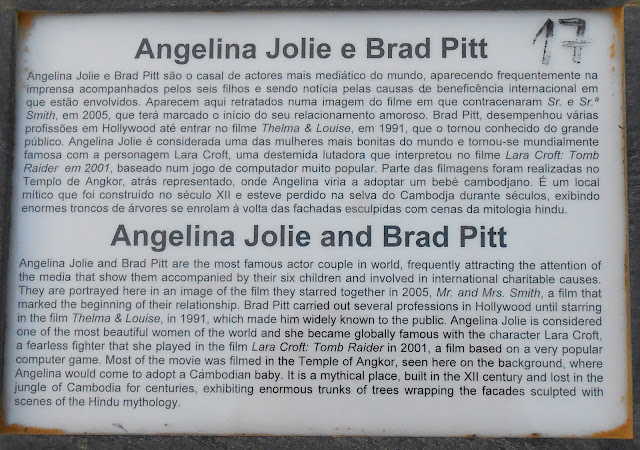 Angelina Jolie e Brad Pitt
17
Angelina Jolie e Brad Pitt são o casal de actores mais mediático do mundo, aparecendo frequentemente na
imprensa acompanhados pelos seis filhos e sendo notícia pelas causas de beneficência internacional em
que estão envolvidos. Aparecem aqui retratados numa imagem do filme em que contracenaram Sr. e Sr.ª
Smith, em 2005, que terá marcado o início do seu relacionamento amoroso. Brad Pitt, desempenhou várias
profissões em Hollywood até entrar no filme Thelma & Louise, em 1991, que o tornou conhecido do grande
público. Angelina Jolie é considerada uma das mulheres mais bonitas do mundo e tornou-se mundialmente
famosa com a personagem Lara Croft, uma destemida lutadora que interpretou no filme Lara Croft: Tomb
Raider em 2001, baseado num jogo de computador muito popular. Parte das filmagens foram realizadas no
Templo de Angkor, atrás representado, onde Angelina viria a adoptar um bebé cambodjano. É um local
mítico que foi construído no século XII e esteve perdido na selva do Cambodja durante séculos, exibindo
enormes troncos de árvores se enrolam à volta das fachadas esculpidas com cenas da mitologia hindu.
Angelina Jolie and Brad Pitt
Angelina Jolie and Brad Pitt are the most famous actor couple in world, frequently attracting the attention of
the media that show them accompanied by their six children and involved in international charitable causes.
They are portrayed here in an image of the film they starred together in 2005, Mr. and Mrs. Smith, a film that
marked the beginning of their relationship. Brad Pitt carried out several professions in Hollywood until starring
in the film Thelma & Louise, in 1991, which made him widely known to the public. Angelina Jolie is considered
one of the most beautiful women of the world and she became globally famous with the character Lara Croft,
a fearless fighter that she played in the film Lara Croft: Tomb Raider in 2001, a film based on a very popular
computer game. Most of the movie was filmed in the Temple of Angkor, seen here on the background, where
Angelina would come to adopt a Cambodian baby. It is a mythical place, built in the XII century and lost in the
jungle of Cambodia for centuries, exhibiting enormous trunks of trees wrapping the facades sculpted with
scenes of the Hindu mythology.